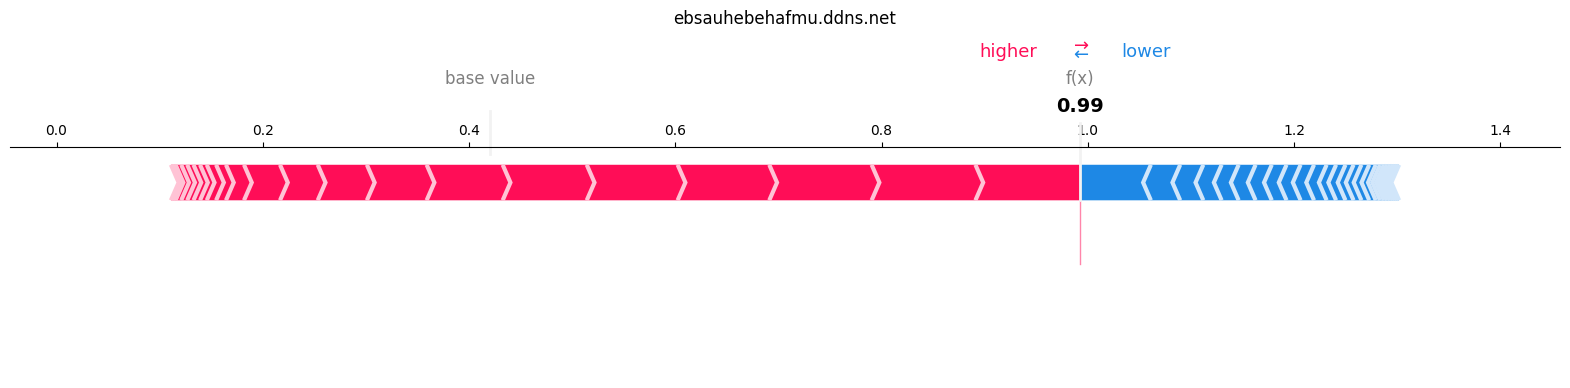 ebsauhebehafmu.ddns.net
higher ⇄ lower
base value f(x)
0.99
0.0 0.2 0.4 0.6 0.8 1.0 1.2 1.4